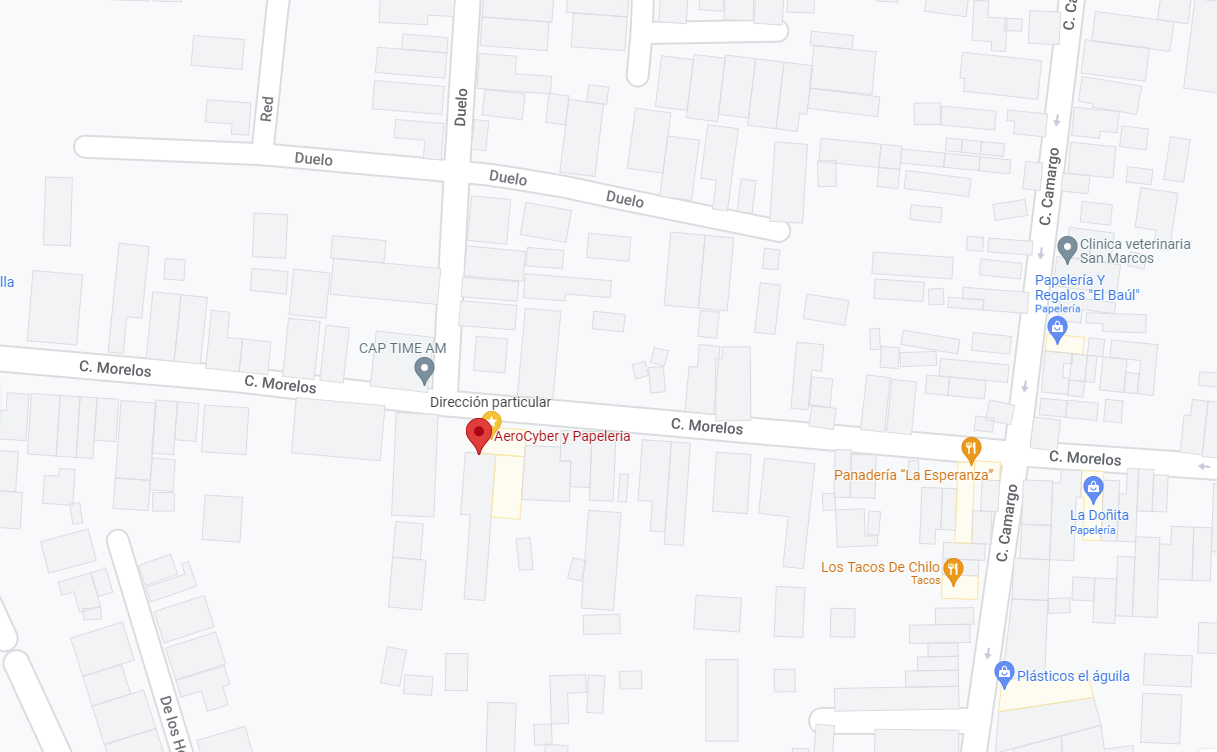 C. Ca
Red
Duelo
Duelo
Duelo
Duelo
C. Camargo
Clinica veterinaria
San Marcos
lla
Papelería Y
Regalos "El Baúl"
Papelería
CAP TIME AM
C. Morelos
C. Morelos
Dirección particular
C. Morelos
AeroCyber y Papeleria
C. Morelos
Panadería “La Esperanza”
La Doñita
Papelería
C. Camargo
Los Tacos De Chilo
Tacos
Plásticos el águila
De los Ho